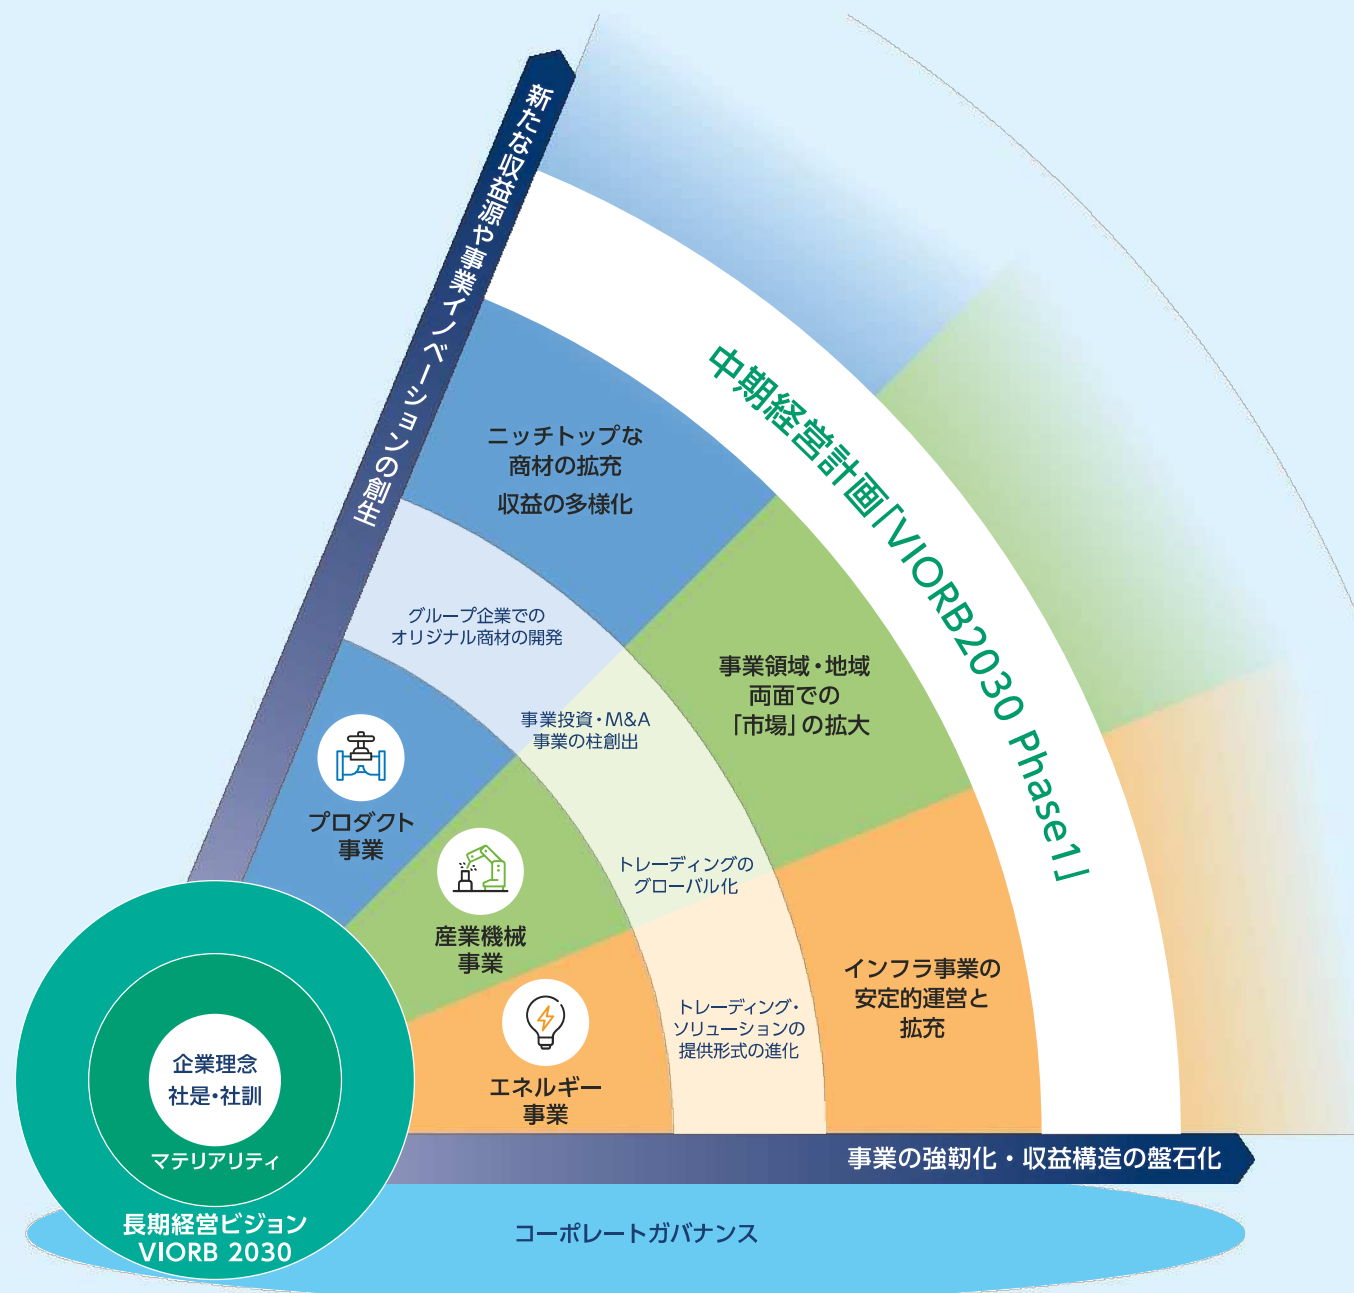 新たな収益源や事業イノベーションの創生
中期経営計画「VIORB2030 Phase1」
ニッチトップな
商材の拡充
収益の多様化
グループ企業での
オリジナル商材の開発
事業領域・地域
両面での
「市場」の拡大
事業投資・M&A
事業の柱創出
プロダクト
事業
トレーディングの
グローバル化
産業機械
事業
インフラ事業の
安定的運営と
拡充
トレーディング・
ソリューションの
提供形式の進化
エネルギー
事業
企業理念
社是・社訓
マテリアリティ
長期経営ビジョン
VIORB 2030
事業の強靭化・収益構造の盤石化
コーポレートガバナンス